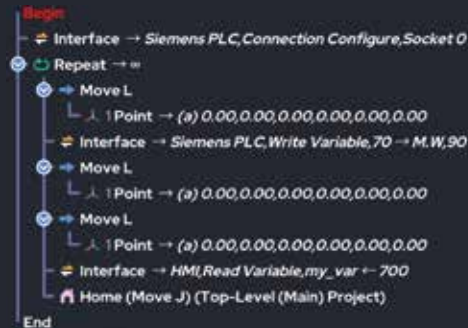 Begin
Interface → Siemens PLC,Connection Configure,Socket 0
Repeat → ∞
Move L
1 Point → (a) 0.00,0.00,0.00,0.00,0.00,0.00
Interface → Siemens PLC,Write Variable,70 → M.W,90
Move L
1 Point → (a) 0.00,0.00,0.00,0.00,0.00,0.00
Move L
1 Point → (a) 0.00,0.00,0.00,0.00,0.00,0.00
Interface → HMI,Read Variable,my_var ← 700
Home (Move J) (Top-Level (Main) Project)
End